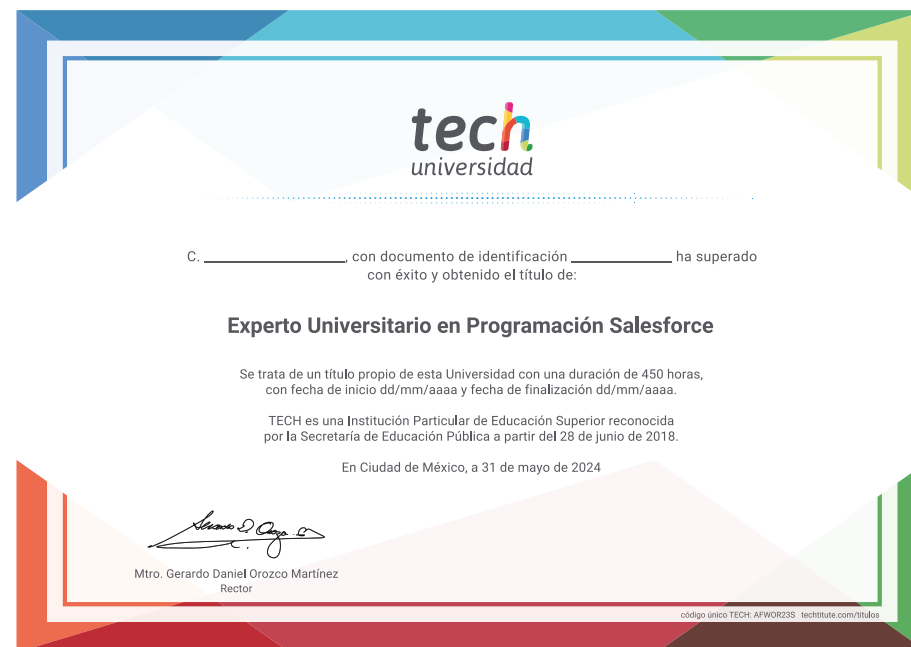 tech
universidad
C. ____________, con documento de identificación ____________ ha superado
con éxito y obtenido el título de:
Experto Universitario en Programación Salesforce
Se trata de un título propio de esta Universidad con una duración de 450 horas,
con fecha de inicio dd/mm/aaaa y fecha de finalización dd/mm/aaaa.
TECH es una Institución Particular de Educación Superior reconocida
por la Secretaría de Educación Pública a partir del 28 de junio de 2018.
En Ciudad de México, a 31 de mayo de 2024
Mtro. Gerardo Daniel Orozco Martínez
Rector
código único TECH: AFWOR23S techtitute.com/titulos